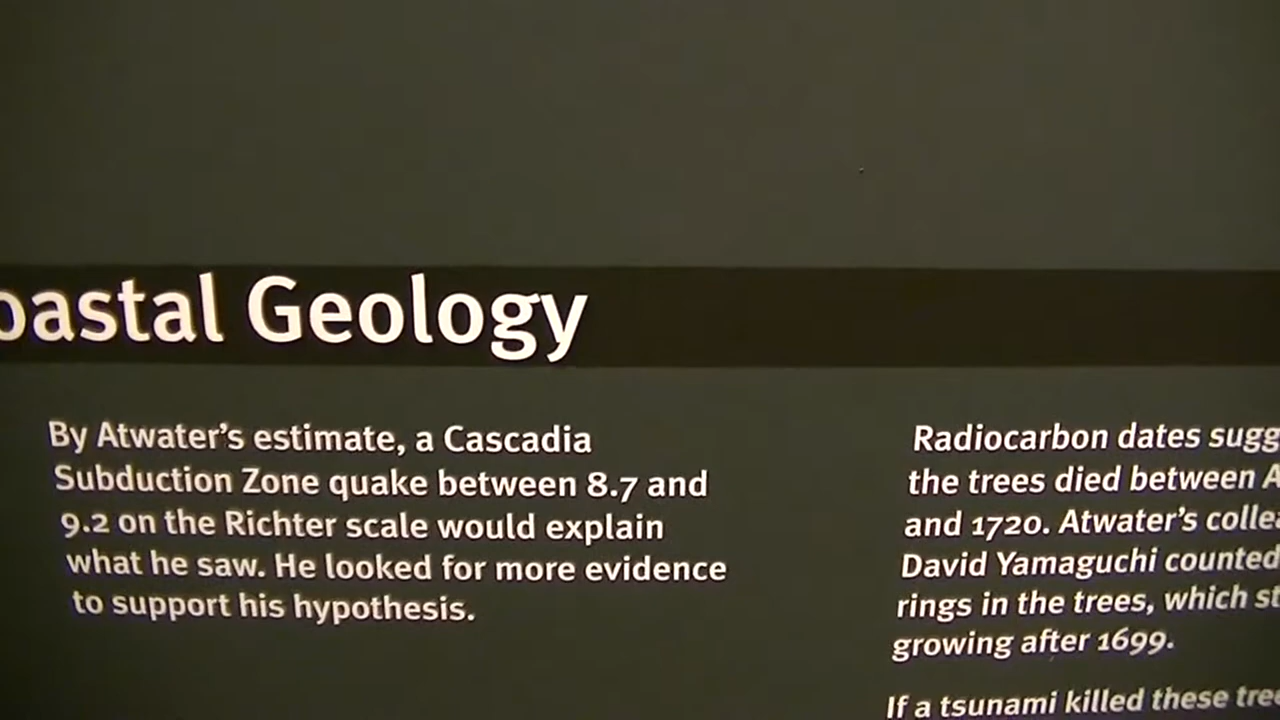 oastal Geology
By Atwater's estimate, a Cascadia
Subduction Zone quake between 8.7 and
9.2 on the Richter scale would explain
what he saw. He looked for more evidence
to support his hypothesis.
Radiocarbon dates sugg
the trees died between A
and 1720. Atwater's colle
David Yamaguchi counted
rings in the trees, which st
growing after 1699.
If a tsunami killed these tree